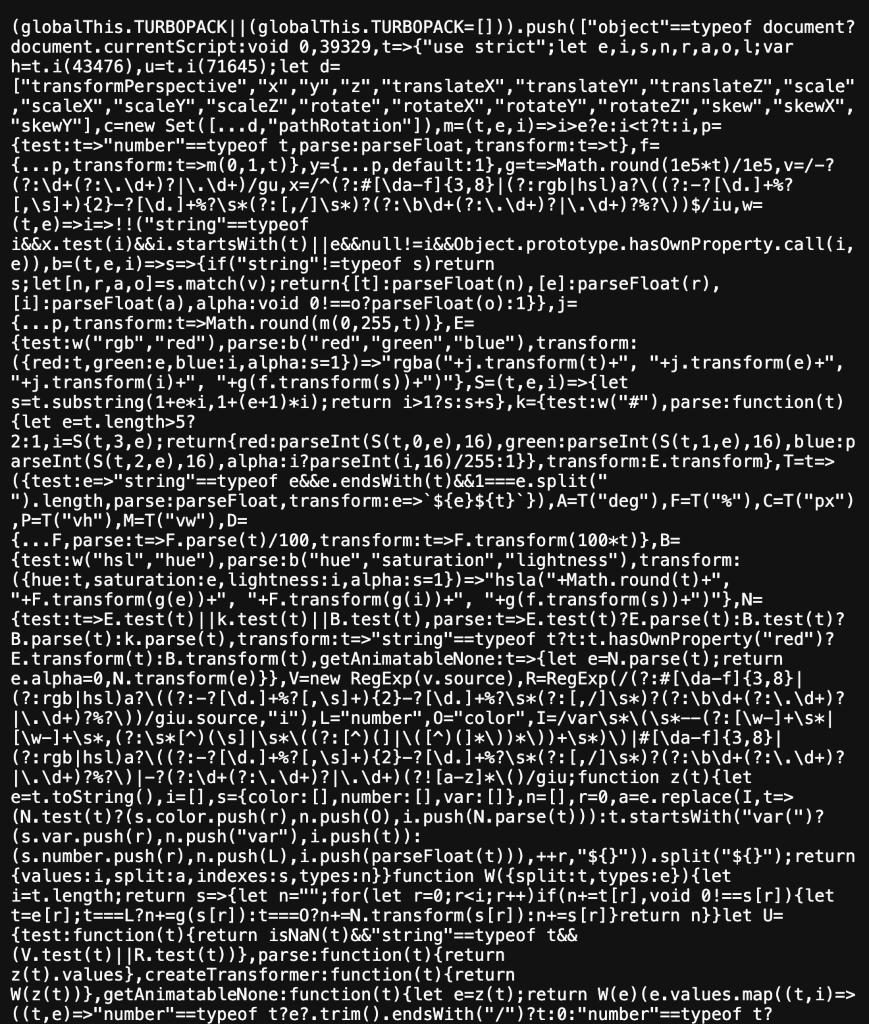 (globalThis.TURBOPACK||(globalThis.TURBOPACK=[])).push(["object"==typeof document?
document.currentScript:void 0,39329,t=>{"use strict";let e,i,s,n,r,a,o,l;var
h=t.i(43476),u=t.i(71645);let d=
["transformPerspective","x","y","z","translateX","translateY","translateZ","scale"
,"scaleX","scaleY","scaleZ","rotate","rotateX","rotateY","rotateZ","skew","skewX",
"skewY"],c=new Set([...d,"pathRotation"]),m=(t,e,i)=>i>e?e:i<t?t:i,p=
{test:t=>"number"==typeof t,parse:parseFloat,transform:t=>t},f=
{...p,transform:t=>m(0,1,t)},y={...p,default:1},g=t=>Math.round(1e5*t)/1e5,v=/-?
(?:\d+(?:\.\d+)?|\.\d+)/gu,x=/^(?:#[\da-f]{3,8}|(?:rgb|hsl)a?\((?:-?[\d.]+%?
[,\s]+){2}-?[\d.]+%?\s*(?:[,/]\s*)?(?:\b\d+(?:\.\d+)?|\.\d+)?%?\))$/iu,w=
(t,e)=>i=>!!("string"==typeof
i&&x.test(i)&&i.startsWith(t)||e&&null!=i&&Object.prototype.hasOwnProperty.call(i,
e)),b=(t,e,i)=>s=>{if("string"!=typeof s)return
s;let[n,r,a,o]=s.match(v);return{[t]:parseFloat(n),[e]:parseFloat(r),
[i]:parseFloat(a),alpha:void 0!==o?parseFloat(o):1}},j=
{...p,transform:t=>Math.round(m(0,255,t))},E=
{test:w("rgb","red"),parse:b("red","green","blue"),transform:
({red:t,green:e,blue:i,alpha:s=1})=>"rgba("+j.transform(t)+", "+j.transform(e)+",
"+j.transform(i)+", "+g(f.transform(s))+")"},S=(t,e,i)=>{let
s=t.substring(1+e*i,1+(e+1)*i);return i>1?s:s+s},k={test:w("#"),parse:function(t)
{let e=t.length>5?
2:1,i=S(t,3,e);return{red:parseInt(S(t,0,e),16),green:parseInt(S(t,1,e),16),blue:p
arseInt(S(t,2,e),16),alpha:i?parseInt(i,16)/255:1}},transform:E.transform},T=t=>
({test:e=>"string"==typeof e&&e.endsWith(t)&&1===e.split("
").length,parse:parseFloat,transform:e=>`${e}${t}`}),A=T("deg"),F=T("%"),C=T("px")
,P=T("vh"),M=T("vw"),D=
{...F,parse:t=>F.parse(t)/100,transform:t=>F.transform(100*t)},B=
{test:w("hsl","hue"),parse:b("hue","saturation","lightness"),transform:
({hue:t,saturation:e,lightness:i,alpha:s=1})=>"hsla("+Math.round(t)+",
"+F.transform(g(e))+", "+F.transform(g(i))+", "+g(f.transform(s))+")"},N=
{test:t=>E.test(t)||k.test(t)||B.test(t),parse:t=>E.test(t)?E.parse(t):B.test(t)?
B.parse(t):k.parse(t),transform:t=>"string"==typeof t?t:t.hasOwnProperty("red")?
E.transform(t):B.transform(t),getAnimatableNone:t=>{let e=N.parse(t);return
e.alpha=0,N.transform(e)}},V=new RegExp(v.source),R=RegExp(/(?:#[\da-f]{3,8}|
(?:rgb|hsl)a?\((?:-?[\d.]+%?[,\s]+){2}-?[\d.]+%?\s*(?:[,/]\s*)?(?:\b\d+(?:\.\d+)?
|\.\d+)?%?\))/giu.source,"i"),L="number",O="color",I=/var\s*\(\s*--(?:[\w-]+\s*|
[\w-]+\s*,(?:\s*[^)(\s]|\s*\((?:[^)(]|\([^)(]*\))*\))+\s*)\)|#[\da-f]{3,8}|
(?:rgb|hsl)a?\((?:-?[\d.]+%?[,\s]+){2}-?[\d.]+%?\s*(?:[,/]\s*)?(?:\b\d+(?:\.\d+)?
|\.\d+)?%?\)|-?(?:\d+(?:\.\d+)?|\.\d+)(?![a-z]*\()/giu;function z(t){let
e=t.toString(),i=[],s={color:[],number:[],var:[]},n=[],r=0,a=e.replace(I,t=>
(N.test(t)?(s.color.push(r),n.push(O),i.push(N.parse(t))):t.startsWith("var(")?
(s.var.push(r),n.push("var"),i.push(t)):
(s.number.push(r),n.push(L),i.push(parseFloat(t))),++r,"${}")).split("${}");return
{values:i,split:a,indexes:s,types:n}}function W({split:t,types:e}){let
i=t.length;return s=>{let n="";for(let r=0;r<i;r++)if(n+=t[r],void 0!==s[r]){let
t=e[r];t===L?n+=g(s[r]):t===O?n+=N.transform(s[r]):n+=s[r]}return n}}let U=
{test:function(t){return isNaN(t)&&"string"==typeof t&&
(V.test(t)||R.test(t))},parse:function(t){return
z(t).values},createTransformer:function(t){return
W(z(t))},getAnimatableNone:function(t){let e=z(t);return W(e)(e.values.map((t,i)=>
((t,e)=>"number"==typeof t?e?.trim().endsWith("/")?t:0:"number"==typeof t?